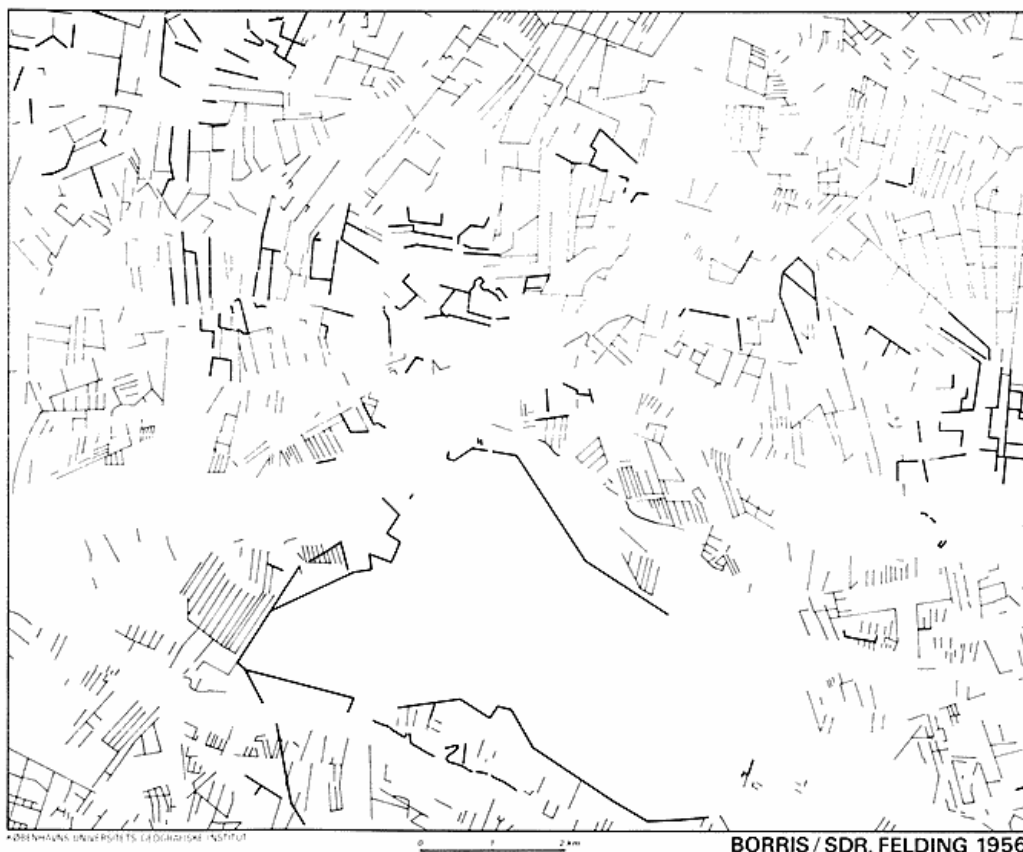 KØBENHAVNS UNIVERSITETS GEOGRAFISKE INSTITUT
0 1 2 km
BORRIS / SDR. FELDING 1956